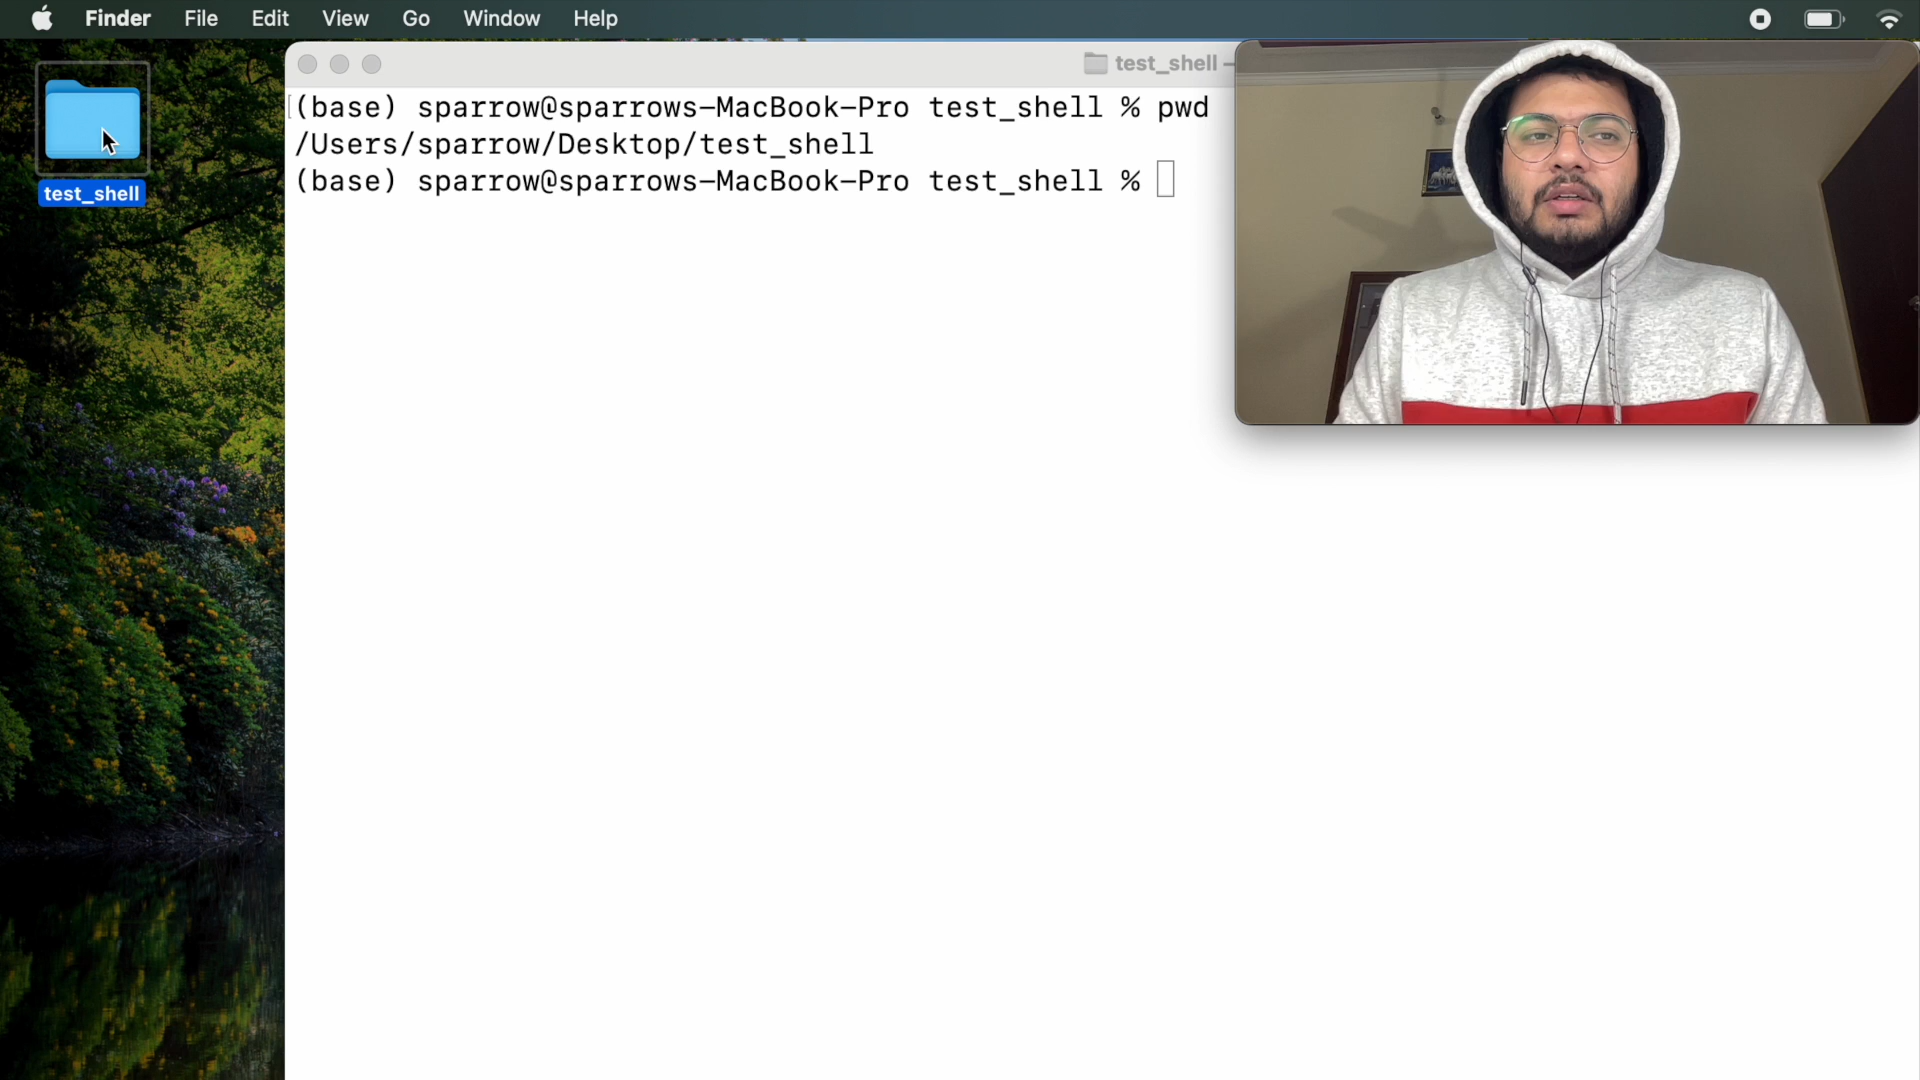 Finder File Edit View Go Window Help
test_shell —
(base) sparrow@sparrows-MacBook-Pro test_shell % pwd
/Users/sparrow/Desktop/test_shell
(base) sparrow@sparrows-MacBook-Pro test_shell %
test_shell